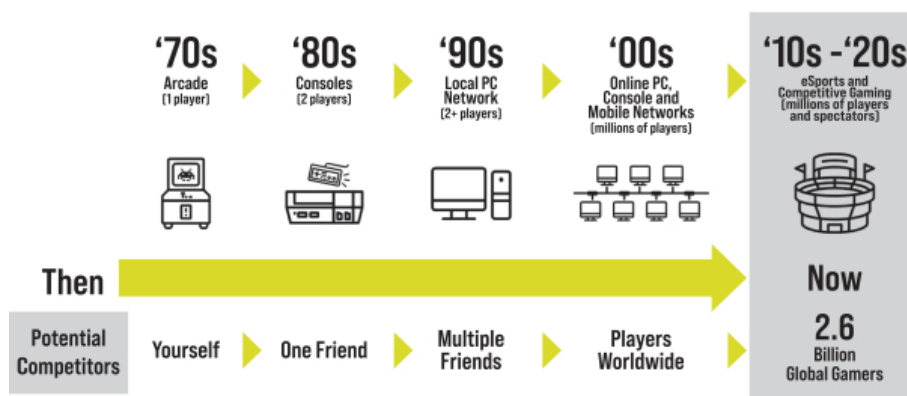 ‘70s
Arcade
(1 player)
‘80s
Consoles
(2 players)
‘90s
Local PC
Network
(2+ players)
‘00s
Online PC,
Console and
Mobile Networks
(millions of players)
‘10s -‘20s
eSports and
Competitive Gaming
(millions of players
and spectators)
Then
Now
Potential
Competitors
Yourself
One Friend
Multiple
Friends
Players
Worldwide
2.6
Billion
Global Gamers